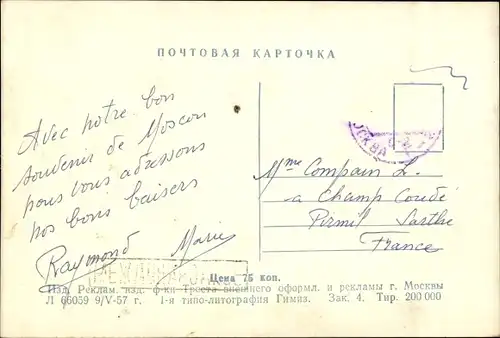 ПОЧТОВАЯ КАРТОЧКА
Avec notre bon
souvenir de Moscou
nous vous adressons
nos bons baisers
Raymond Marie
Mme Compain L.
à Champ Coudé
Pirmil Sarthe
France
Цена 75 коп.
Изд. Реклам. изд. ф-ки Треста внешнего оформл. и рекламы г. Москвы
Л 66059 9/V-57 г. 1-я типо-литография Гимиз. Зак. 4. Тир. 200 000